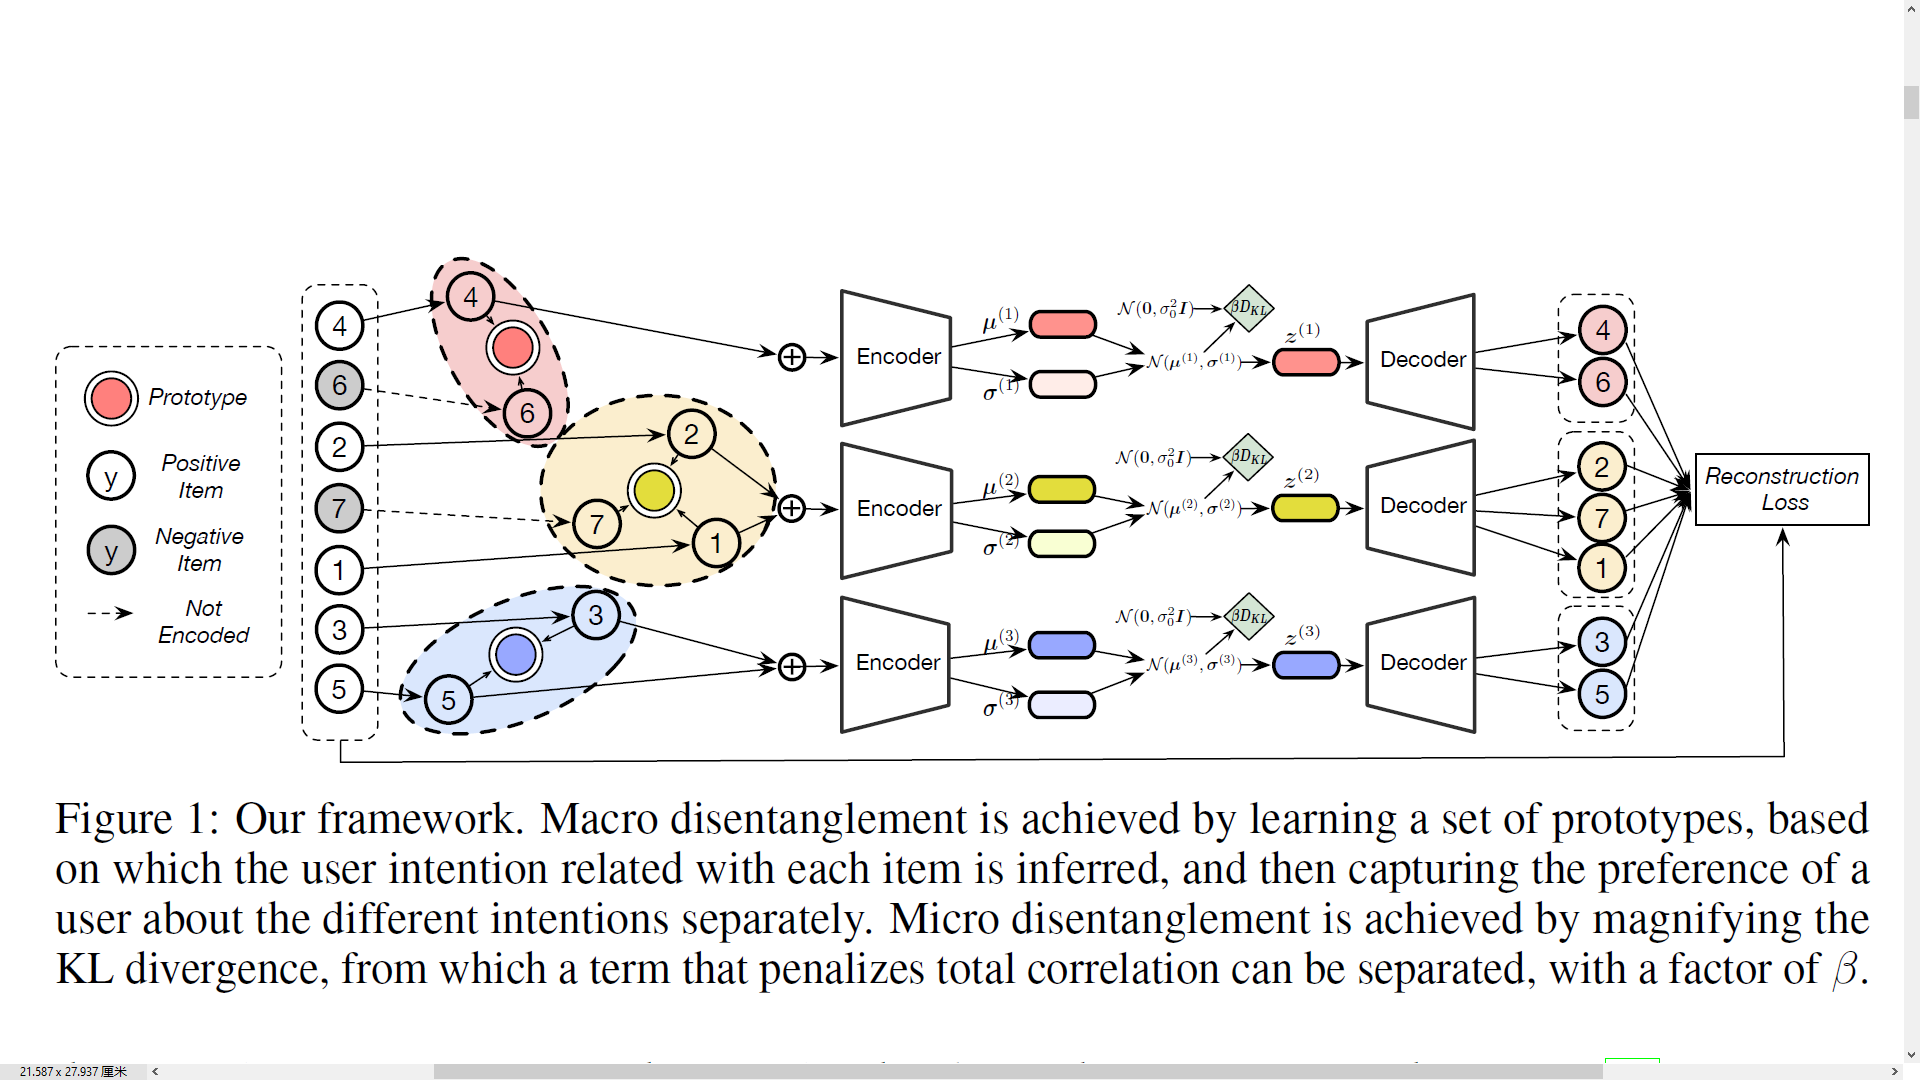 Prototype
y
Positive
Item
y
Negative
Item
Not
Encoded
4
6
2
7
1
3
5
4
6
2
7
1
3
5
Encoder
μ(1)
σ(1)
N(0, σ₀²I)
βD_KL
N(μ(1), σ(1))
z(1)
Decoder
4
6
Encoder
μ(2)
σ(2)
N(0, σ₀²I)
βD_KL
N(μ(2), σ(2))
z(2)
Decoder
2
7
1
Encoder
μ(3)
σ(3)
N(0, σ₀²I)
βD_KL
N(μ(3), σ(3))
z(3)
Decoder
3
5
Reconstruction
Loss
Figure 1: Our framework. Macro disentanglement is achieved by learning a set of prototypes, based
on which the user intention related with each item is inferred, and then capturing the preference of a
user about the different intentions separately. Micro disentanglement is achieved by magnifying the
KL divergence, from which a term that penalizes total correlation can be separated, with a factor of β.
21.587 x 27.937 厘米